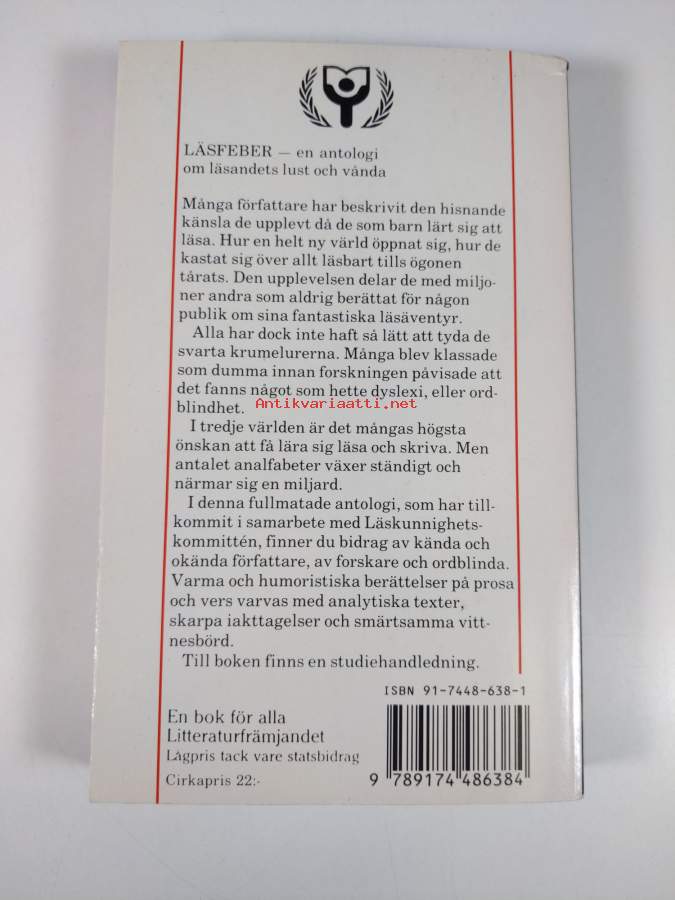 LÄSFEBER – en antologi
om läsandets lust och vånda
Många författare har beskrivit den hisnande
känsla de upplevt då de som barn lärt sig att
läsa. Hur en helt ny värld öppnat sig, hur de
kastat sig över allt läsbart tills ögonen
tårats. Den upplevelsen delar de med miljo-
ner andra som aldrig berättat för någon
publik om sina fantastiska läsäventyr.
Alla har dock inte haft så lätt att tyda de
svarta krumelurerna. Många blev klassade
som dumma innan forskningen påvisade att
det fanns något som hette dyslexi, eller ord-
blindhet.
Antikvariaatti.net
I tredje världen är det mångas högsta
önskan att få lära sig läsa och skriva. Men
antalet analfabeter växer ständigt och
närmar sig en miljard.
I denna fullmatade antologi, som har till-
kommit i samarbete med Läskunnighets-
kommittén, finner du bidrag av kända och
okända författare, av forskare och ordblinda.
Varma och humoristiska berättelser på prosa
och vers varvas med analytiska texter,
skarpa iakttagelser och smärtsamma vitt-
nesbörd.
Till boken finns en studiehandledning.
ISBN 91-7448-638-1
En bok för alla
Litteraturfrämjandet
Lågpris tack vare statsbidrag
Cirkapris 22:-
9 789174 486384